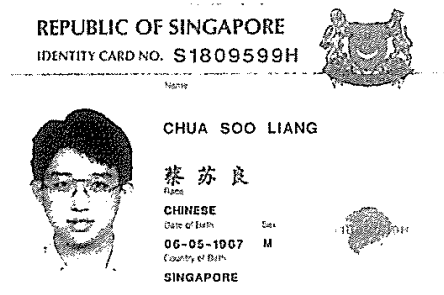 REPUBLIC OF SINGAPORE
IDENTITY CARD NO. S1809599H
Name
CHUA SOO LIANG
蔡 苏 良
Race
CHINESE
Date of Birth Sex
06-05-1967 M
Country of Birth
SINGAPORE